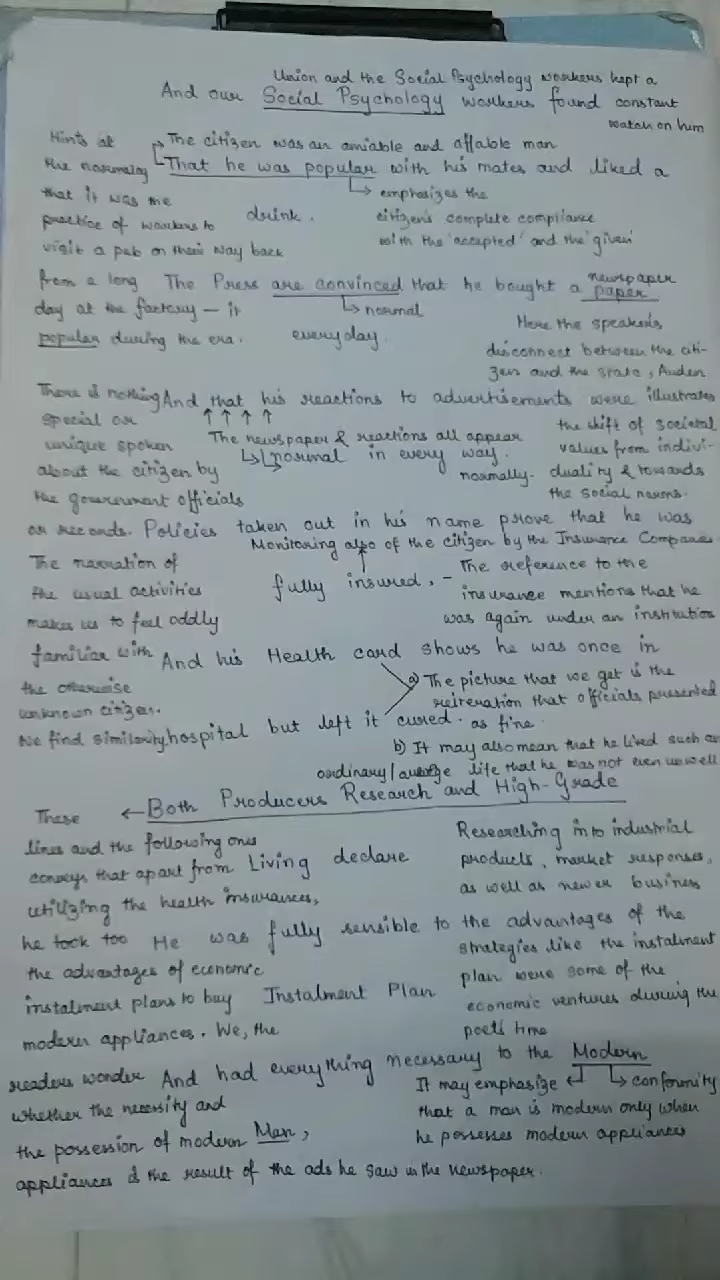 Union and the Social Psychology workers kept a
And our Social Psychology workers found constant
watch on him
Hints at The citizen was an amiable and affable man
the normalcy That he was popular with his mates and liked a
that it was the → emphasizes the
practice of workers to drink. citizen's complete compliance
visit a pub on their way back with the 'accepted' and the 'given'
from a long The Press are convinced that he bought a newspaper paper
day at the factory – it ↳ normal Here the speaker's
popular during the era. everyday. disconnect between the citi-
zen and the state, Auden
There is nothing And that his reactions to advertisements were illustrates
special or ↑ ↑ ↑ ↑ the shift of societal
unique spoken The newspaper & reactions all appear values from indivi-
about the citizen by normal in every way. normally. duality & towards
the government officials the social norms.
or records. Policies taken out in his name prove that he was
Monitoring also of the citizen by the Insurance Companies
The narration of fully insured, – The reference to the
the usual activities insurance mentions that he
makes us to feel oddly was again under an institution
familiar with And his Health card shows he was once in
the otherwise a) The picture that we get is the
unknown citizen. reiteration that officials presented
We find similarity, hospital but left it cured. as fine.
b) It may also mean that he lived such an
ordinary/average life that he was not even unwell
These ← Both Producers Research and High-Grade
lines and the following ones Researching into industrial
conveys that apart from Living declare products, market responses,
utilizing the health insurances, as well as newer business
he took too He was fully sensible to the advantages of the
the advantages of economic strategies like the instalment
instalment plans to buy Instalment Plan plan were some of the
modern appliances. We, the economic ventures during the
poet's time
readers wonder And had everything necessary to the Modern
whether the necessity and It may emphasize ↲ ↳ conformity
the possession of modern Man, that a man is modern only when
he possesses modern appliances
appliances is the result of the ads he saw in the newspaper.